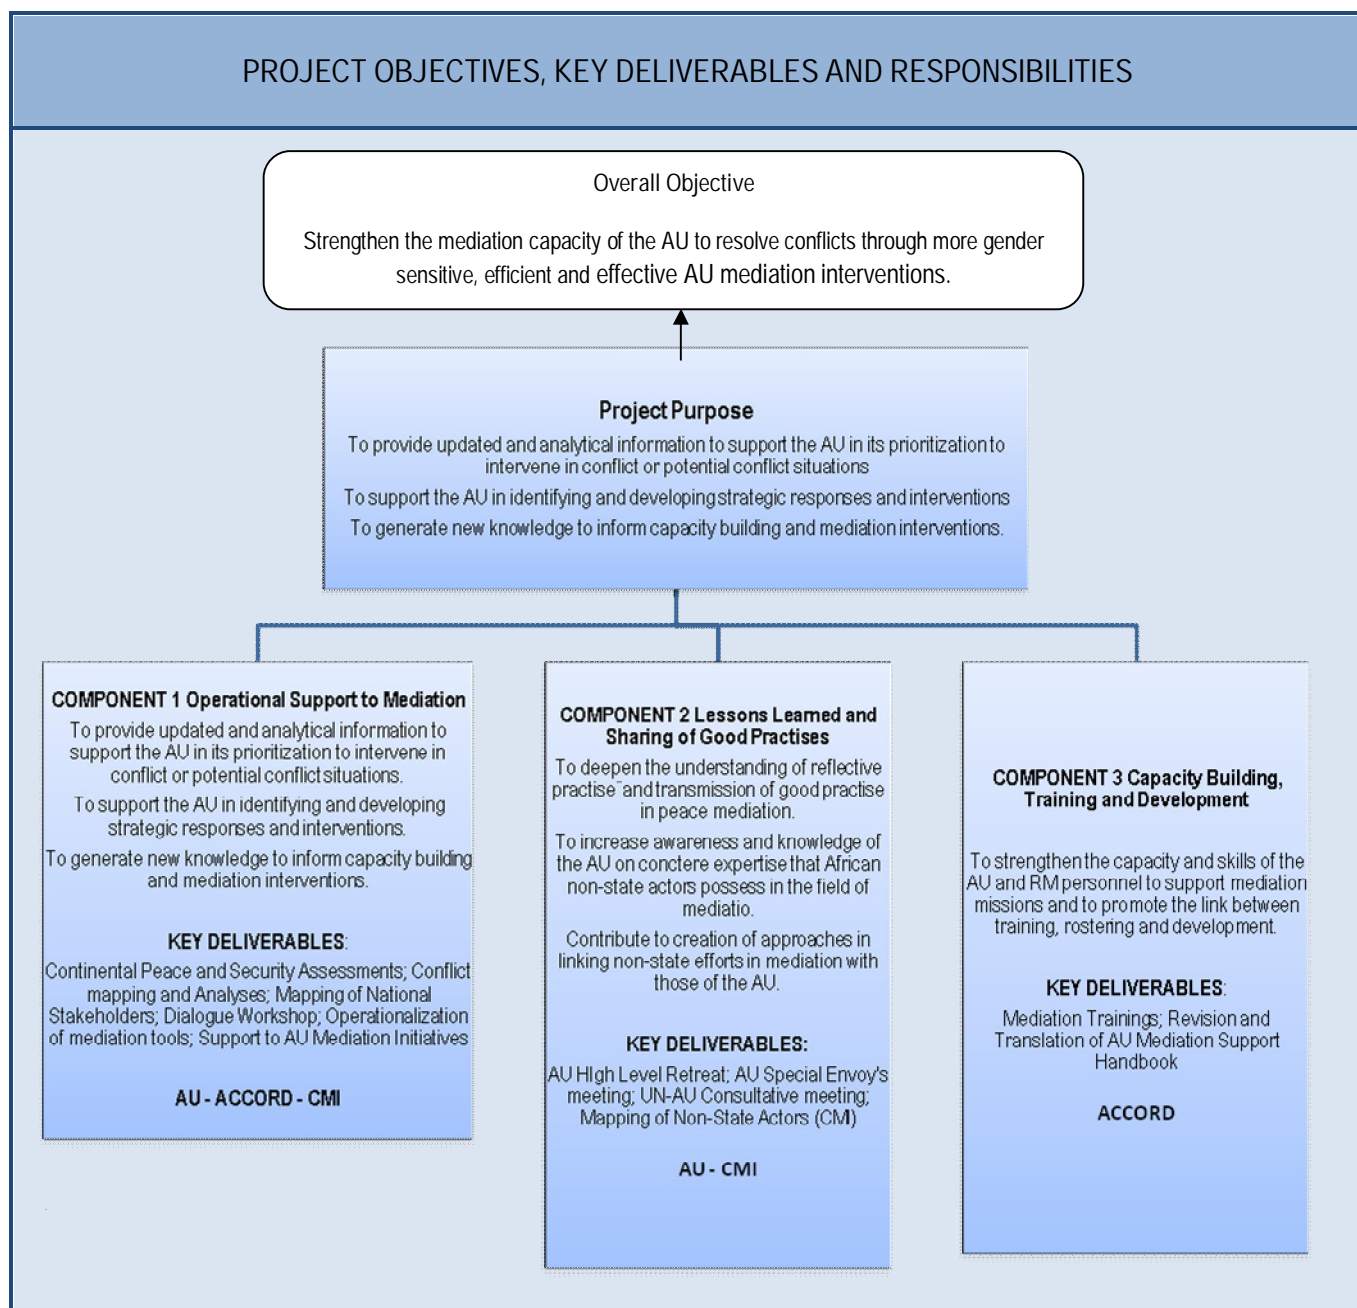 PROJECT OBJECTIVES, KEY DELIVERABLES AND RESPONSIBILITIES
Overall Objective
Strengthen the mediation capacity of the AU to resolve conflicts through more gender
sensitive, efficient and effective AU mediation interventions.
Project Purpose
To provide updated and analytical information to support the AU in its prioritization to
intervene in conflict or potential conflict situations
To support the AU in identifying and developing strategic responses and interventions
To generate new knowledge to inform capacity building and mediation interventions.
COMPONENT 1 Operational Support to Mediation
To provide updated and analytical information to
support the AU in its prioritization to intervene in
conflict or potential conflict situations.
To support the AU in identifying and developing
strategic responses and interventions.
To generate new knowledge to inform capacity building
and mediation interventions.
KEY DELIVERABLES:
Continental Peace and Security Assessments; Conflict
mapping and Analyses; Mapping of National
Stakeholders; Dialogue Workshop; Operationalization
of mediation tools; Support to AU Mediation Initiatives
AU - ACCORD - CMI
COMPONENT 2 Lessons Learned and
Sharing of Good Practises
To deepen the understanding of reflective
practise¨and transmission of good practise
in peace mediation.
To increase awareness and knowledge of
the AU on conctere expertise that African
non-state actors possess in the field of
mediatio.
Contribute to creation of approaches in
linking non-state efforts in mediation with
those of the AU.
KEY DELIVERABLES:
AU HIgh Level Retreat; AU Special Envoy's
meeting; UN-AU Consultative meeting;
Mapping of Non-State Actors (CMI)
AU - CMI
COMPONENT 3 Capacity Building,
Training and Development
To strengthen the capacity and skills of the
AU and RM personnel to support mediation
missions and to promote the link between
training, rostering and development.
KEY DELIVERABLES:
Mediation Trainings; Revision and
Translation of AU Mediation Support
Handbook
ACCORD